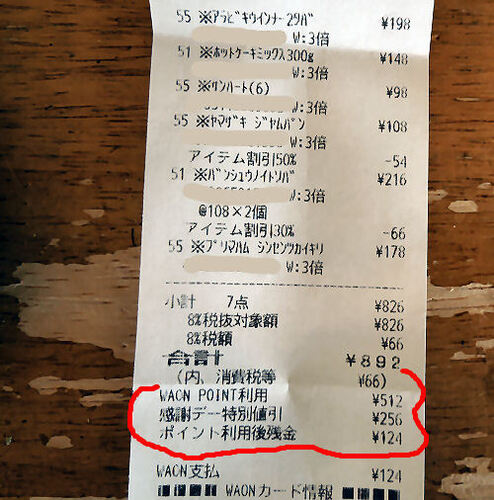 55 ※アラビキウインナー2タバ ¥198
W:3倍
51 ※ホットケーキミックス300g ¥148
W:3倍
55 ※サンハート(6) ¥98
W:3倍
55 ※ヤマザキ ジヤムパン ¥108
W:3倍
アイテム割引50% -54
51 ※バンシュウノイトソバ ¥216
W:3倍
@108×2個
アイテム割引30% -66
55 ※プリマハム シンセンツカイキリ ¥178
W:3倍
小計 7点 ¥826
8%税抜対象額 ¥826
8%税額 ¥66
合計 ¥892
(内、消費税等 ¥66)
WAON POINT利用 ¥512
感謝デー特別値引 ¥256
ポイント利用後残金 ¥124
WAON支払 ¥124
WAONカード情報